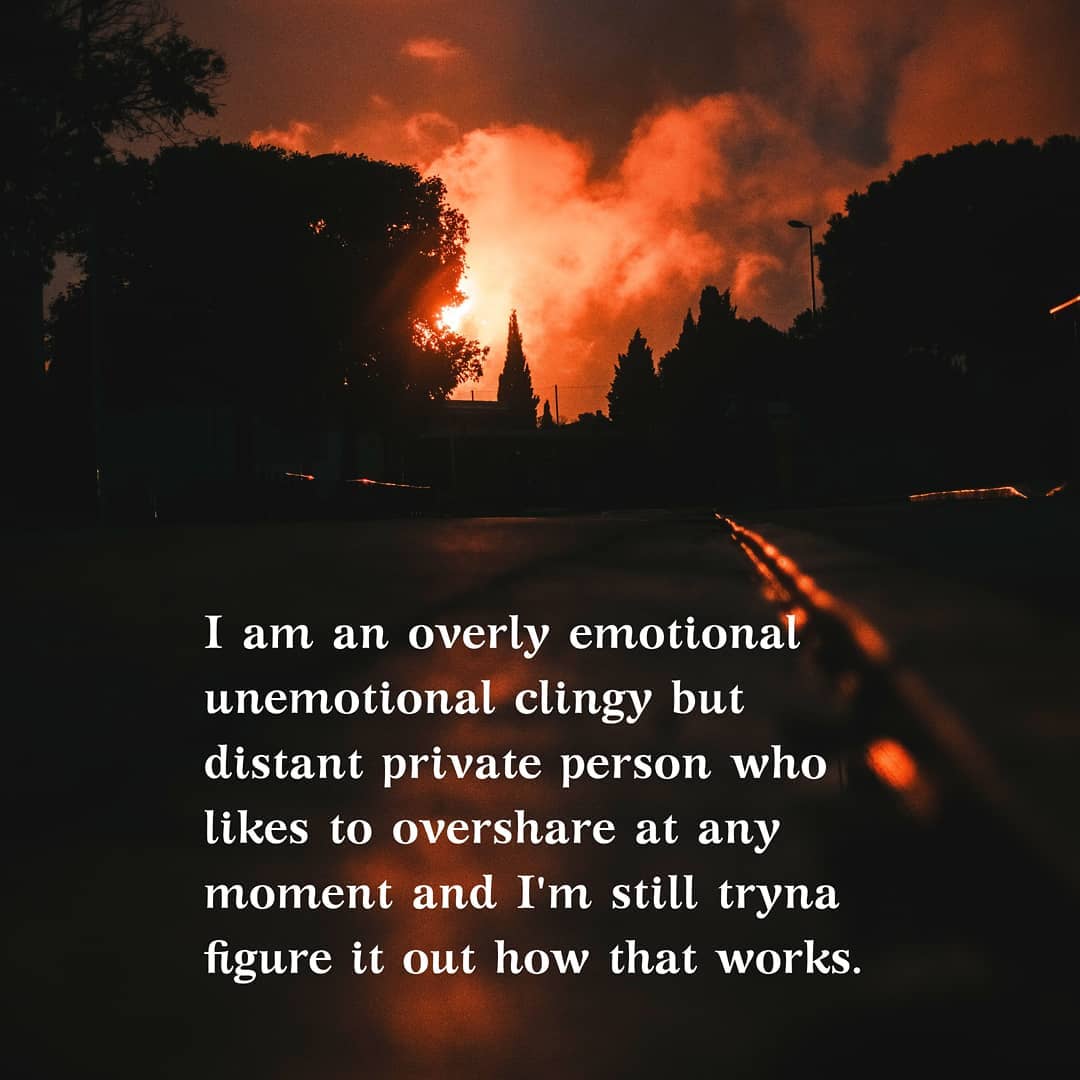 I am an overly emotional
unemotional clingy but
distant private person who
likes to overshare at any
moment and I'm still tryna
figure it out how that works.